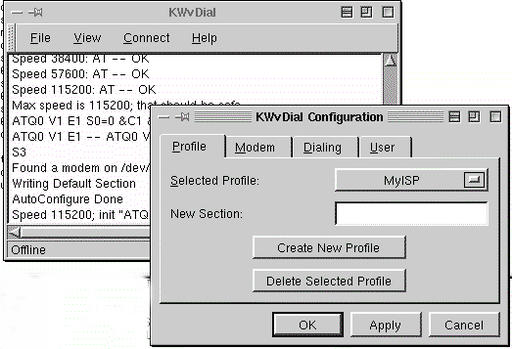 KWvDial
File View Connect Help
Speed 38400: AT -- OK
Speed 57600: AT -- OK
Speed 115200: AT -- OK
Max speed is 115200; that should be safe.
ATQ0 V1 E1 S0=0 &C1 &
ATQ0 V1 E1 -- ATQ0 V
S3
Found a modem on /dev/
Writing Default Section
AutoConfigure Done
Speed 115200; init "ATQ
Offline
KWvDial Configuration
Profile Modem Dialing User
Selected Profile: MyISP
New Section:
Create New Profile
Delete Selected Profile
OK Apply Cancel